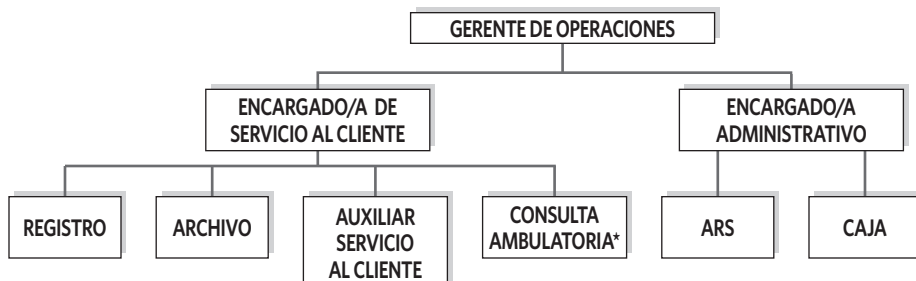 GERENTE DE OPERACIONES
ENCARGADO/A DE
SERVICIO AL CLIENTE
ENCARGADO/A
ADMINISTRATIVO
REGISTRO
ARCHIVO
AUXILIAR
SERVICIO
AL CLIENTE
CONSULTA
AMBULATORIA*
ARS
CAJA